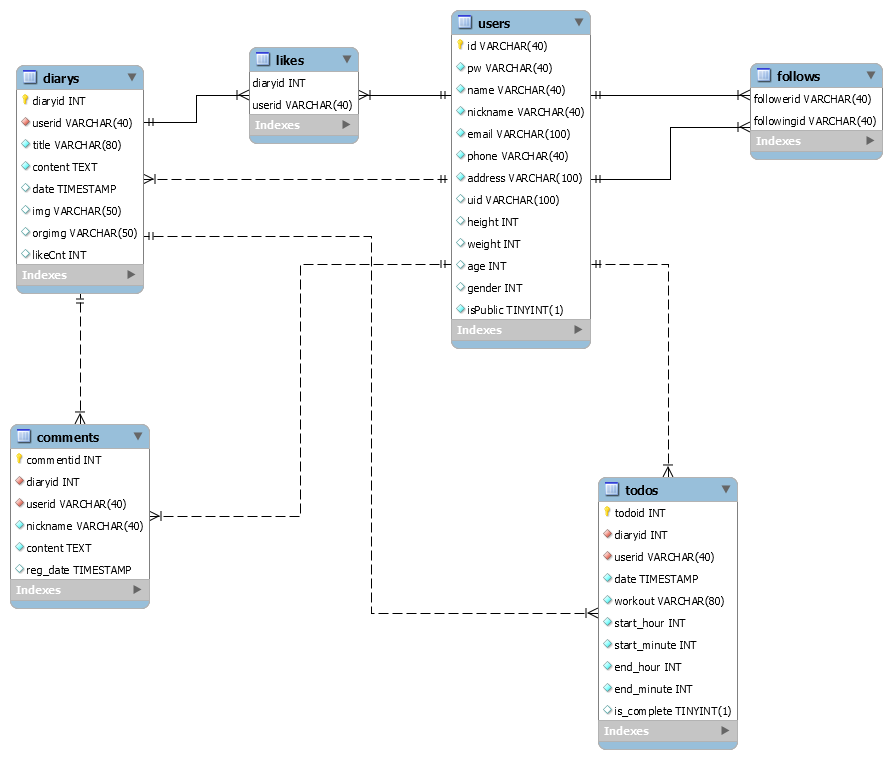 diarys
diaryid INT
userid VARCHAR(40)
title VARCHAR(80)
content TEXT
date TIMESTAMP
img VARCHAR(50)
orgimg VARCHAR(50)
likeCnt INT
Indexes
likes
diaryid INT
userid VARCHAR(40)
Indexes
users
id VARCHAR(40)
pw VARCHAR(40)
name VARCHAR(40)
nickname VARCHAR(40)
email VARCHAR(100)
phone VARCHAR(40)
address VARCHAR(100)
uid VARCHAR(100)
height INT
weight INT
age INT
gender INT
isPublic TINYINT(1)
Indexes
follows
followerid VARCHAR(40)
followingid VARCHAR(40)
Indexes
comments
commentid INT
diaryid INT
userid VARCHAR(40)
nickname VARCHAR(40)
content TEXT
reg_date TIMESTAMP
Indexes
todos
todoid INT
diaryid INT
userid VARCHAR(40)
date TIMESTAMP
workout VARCHAR(80)
start_hour INT
start_minute INT
end_hour INT
end_minute INT
is_complete TINYINT(1)
Indexes